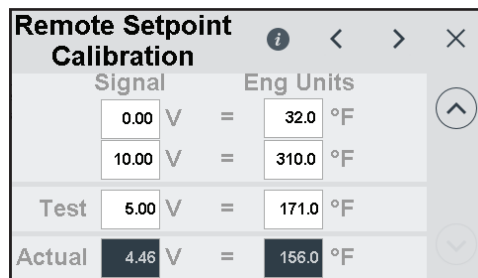 Remote Setpoint
Calibration
Signal Eng Units
0.00 V = 32.0 °F
10.00 V = 310.0 °F
Test 5.00 V = 171.0 °F
Actual 4.46 V = 156.0 °F